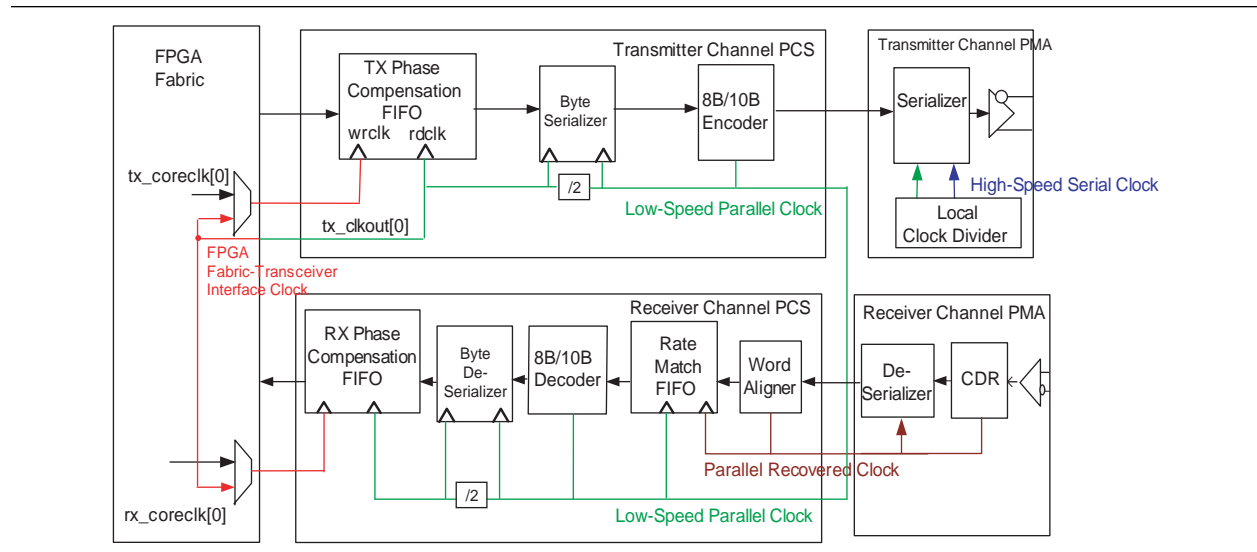 FPGA
Fabric
Transmitter Channel PCS
Transmitter Channel PMA
TX Phase
Compensation
FIFO
wrclk rdclk
Byte
Serializer
8B/10B
Encoder
Serializer
tx_coreclk[0]
/2
High-Speed Serial Clock
Low-Speed Parallel Clock
Local
Clock Divider
tx_clkout[0]
FPGA
Fabric-Transceiver
Interface Clock
Receiver Channel PCS
Receiver Channel PMA
RX Phase
Compensation
FIFO
Byte
De-
Serializer
8B/10B
Decoder
Rate
Match
FIFO
Word
Aligner
De-
Serializer
CDR
Parallel Recovered Clock
/2
rx_coreclk[0]
Low-Speed Parallel Clock